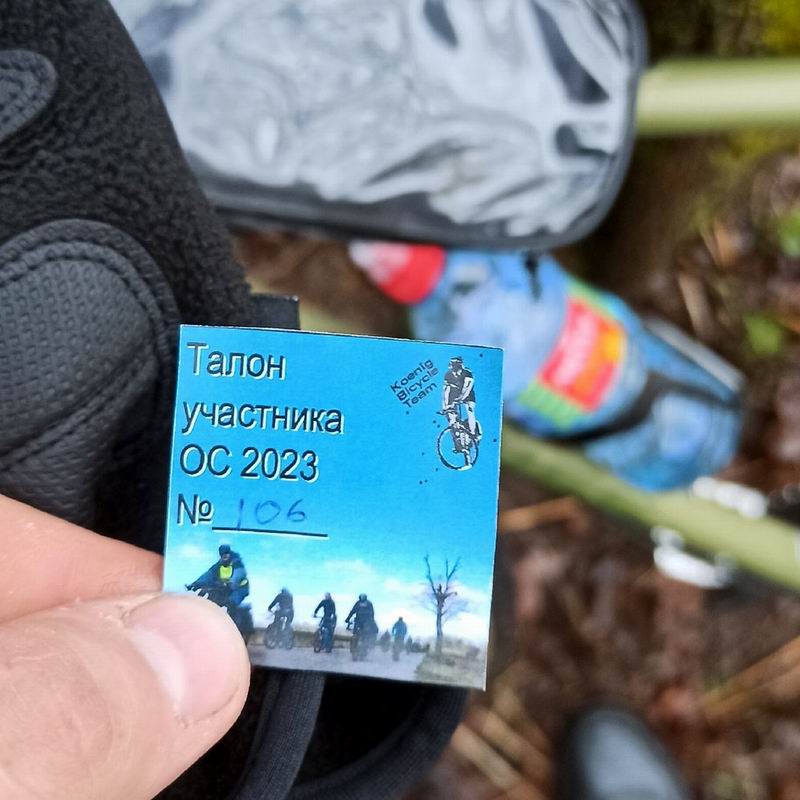 Талон
участника
ОС 2023
№ 106
Koenig
Bicycle
Team